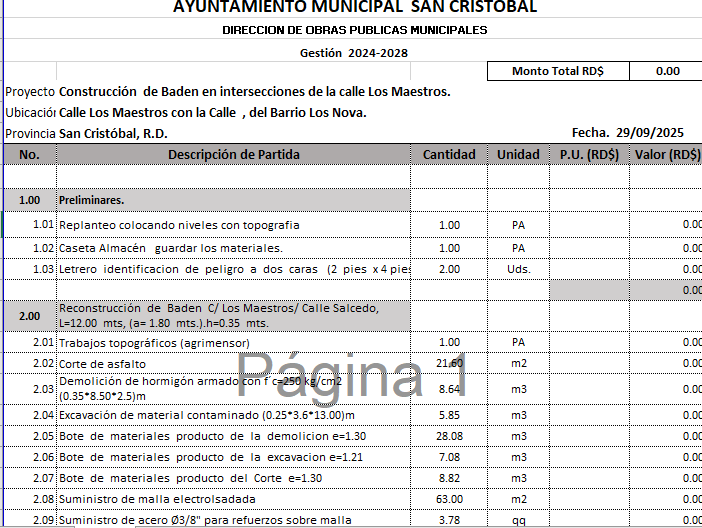 AYUNTAMIENTO MUNICIPAL SAN CRISTOBAL
DIRECCION DE OBRAS PUBLICAS MUNICIPALES
Gestión 2024-2028
Monto Total RD$ 0.00
Proyecto Construcción de Baden en intersecciones de la calle Los Maestros.
Ubicación Calle Los Maestros con la Calle , del Barrio Los Nova.
Provincia San Cristóbal, R.D. Fecha. 29/09/2025
No. Descripción de Partida Cantidad Unidad P.U. (RD$) Valor (RD$)
1.00 Preliminares.
1.01 Replanteo colocando niveles con topografia 1.00 PA 0.00
1.02 Caseta Almacén guardar los materiales. 1.00 PA 0.00
1.03 Letrero identificacion de peligro a dos caras (2 pies x 4 pies 2.00 Uds. 0.00
0.00
2.00 Reconstrucción de Baden C/ Los Maestros/ Calle Salcedo,
L=12.00 mts, (a= 1.80 mts.).h=0.35 mts.
2.01 Trabajos topográficos (agrimensor) 1.00 PA 0.00
2.02 Corte de asfalto 21.60 m2 0.00
2.03 Demolición de hormigón armado con f´c=250 kg/cm2
(0.35*8.50*2.5)m 8.64 m3 0.00
2.04 Excavación de material contaminado (0.25*3.6*13.00)m 5.85 m3 0.00
2.05 Bote de materiales producto de la demolicion e=1.30 28.08 m3 0.00
2.06 Bote de materiales producto de la excavacion e=1.21 7.08 m3 0.00
2.07 Bote de materiales producto del Corte e=1.30 8.82 m3 0.00
2.08 Suministro de malla electrolsadada 63.00 m2 0.00
2.09 Suministro de acero Ø3/8" para refuerzos sobre malla 3.78 qq 0.00
Página 1